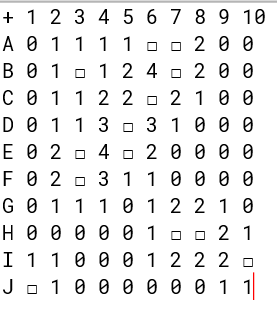 + 1 2 3 4 5 6 7 8 9 10
A 0 1 1 1 1 □ □ 2 0 0
B 0 1 □ 1 2 4 □ 2 0 0
C 0 1 1 2 2 □ 2 1 0 0
D 0 1 1 3 □ 3 1 0 0 0
E 0 2 □ 4 □ 2 0 0 0 0
F 0 2 □ 3 1 1 0 0 0 0
G 0 1 1 1 0 1 2 2 1 0
H 0 0 0 0 0 1 □ □ 2 1
I 1 1 0 0 0 1 2 2 2 □
J □ 1 0 0 0 0 0 0 1 1